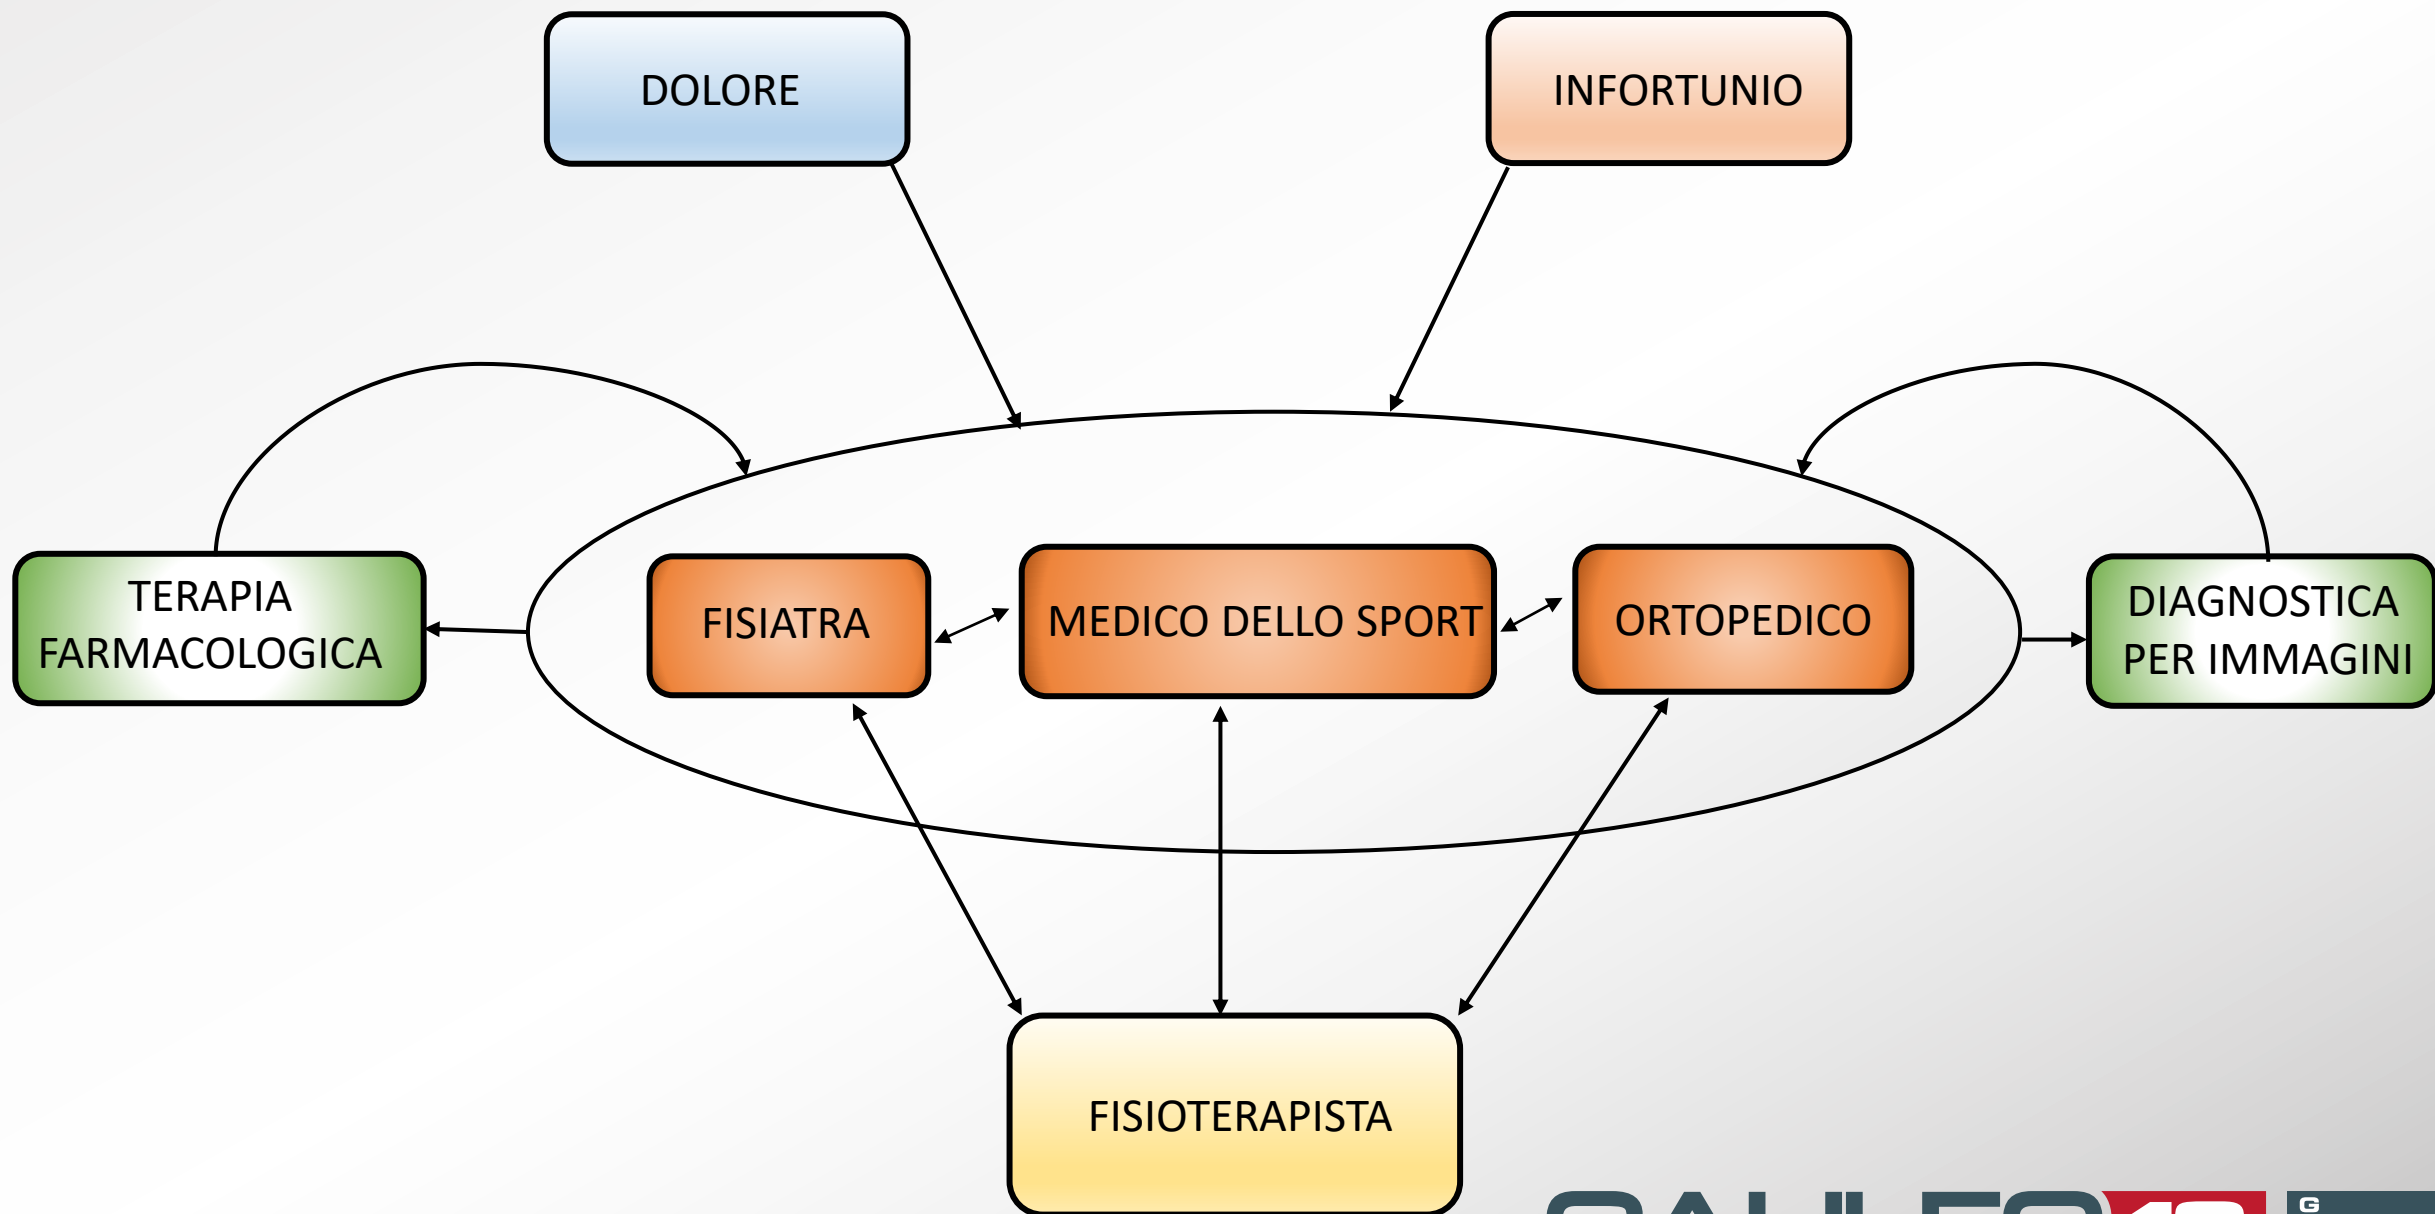 DOLORE
INFORTUNIO
TERAPIA
FARMACOLOGICA
FISIATRA
MEDICO DELLO SPORT
ORTOPEDICO
DIAGNOSTICA
PER IMMAGINI
FISIOTERAPISTA
G